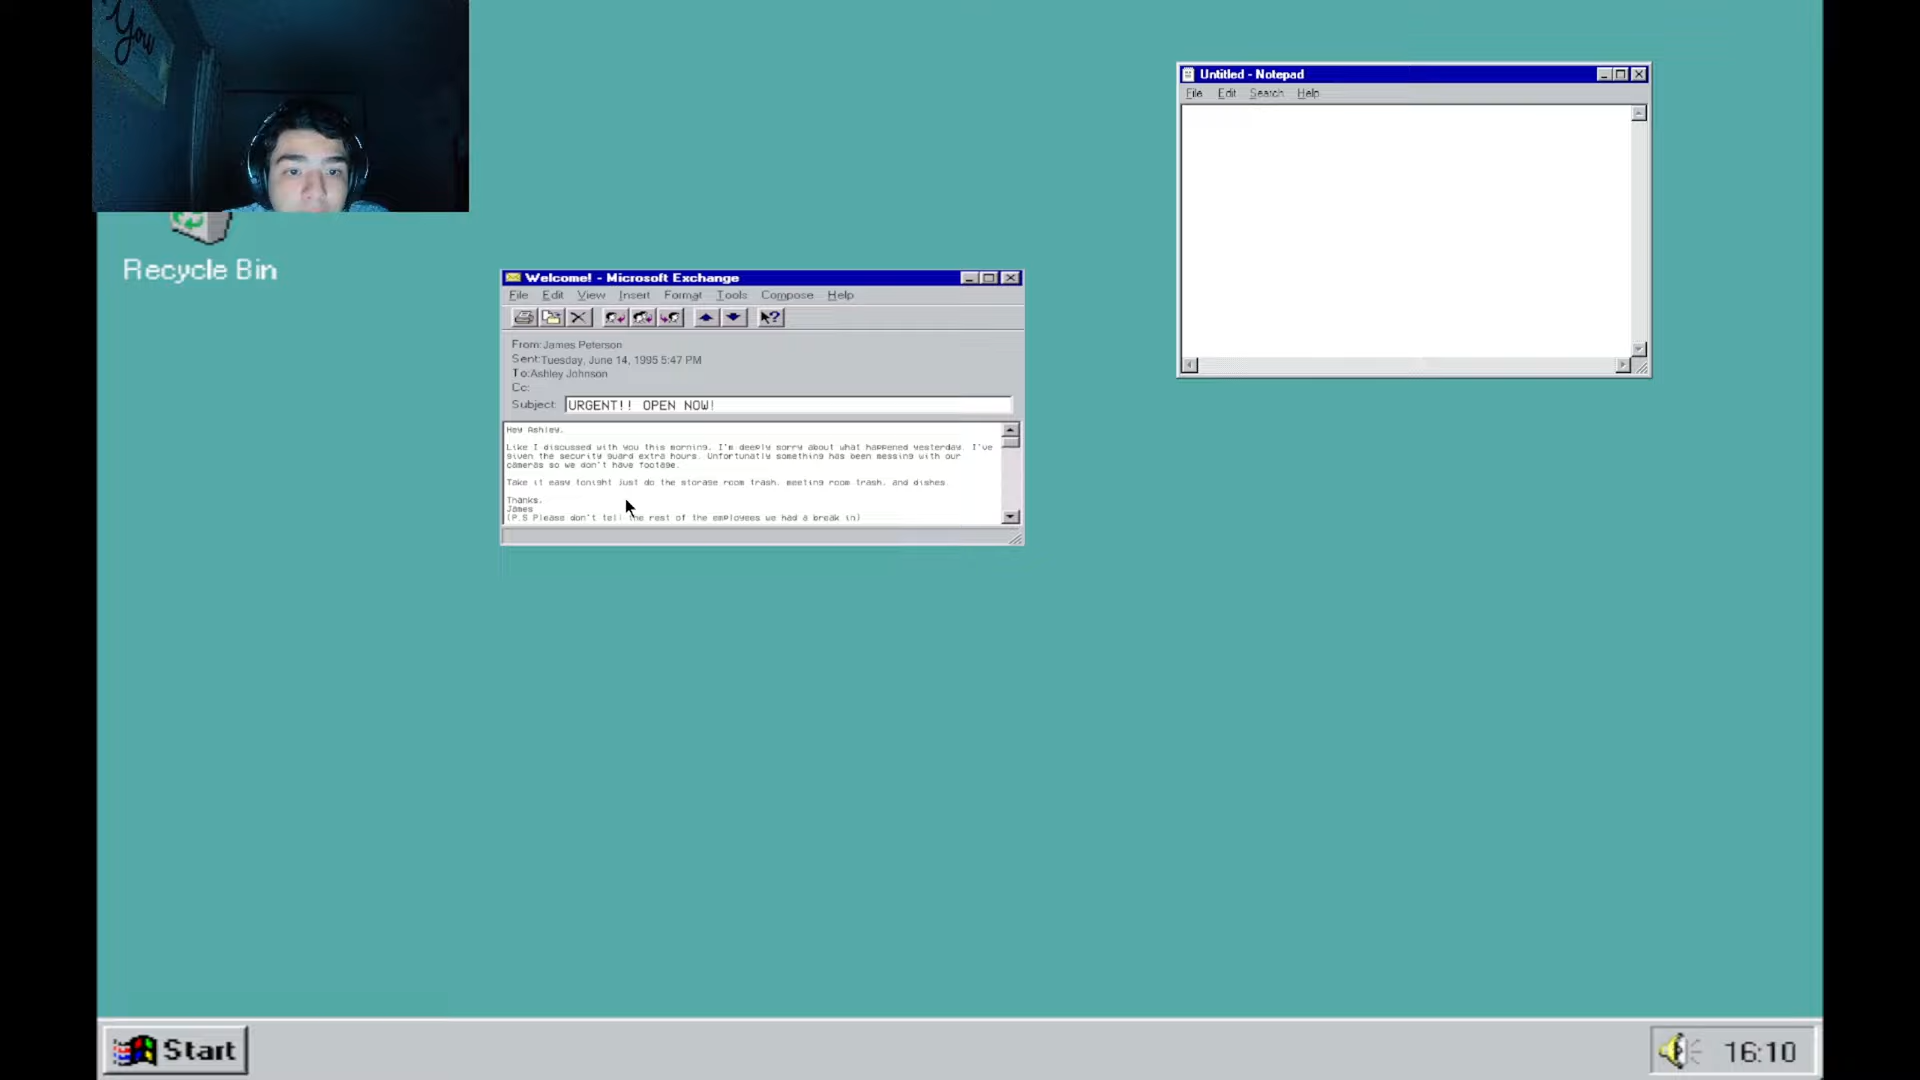 You
Recycle Bin
Untitled - Notepad
File Edit Search Help
Welcome! - Microsoft Exchange
File Edit View Insert Format Tools Compose Help
From:James Peterson
Sent:Tuesday, June 14, 1995 5:47 PM
To:Ashley Johnson
Cc:
Subject: URGENT!! OPEN NOW!
Hey Ashley,
Like I discussed with you this morning, I'm deeply sorry about what happened yesterday. I've
given the security guard extra hours. Unfortunatly something has been messing with our
cameras so we don't have footage.
Take it easy tonight just do the storage room trash, meeting room trash, and dishes.
Thanks,
James
(P.S Please don't tell the rest of the employees we had a break in)
Start
16:10